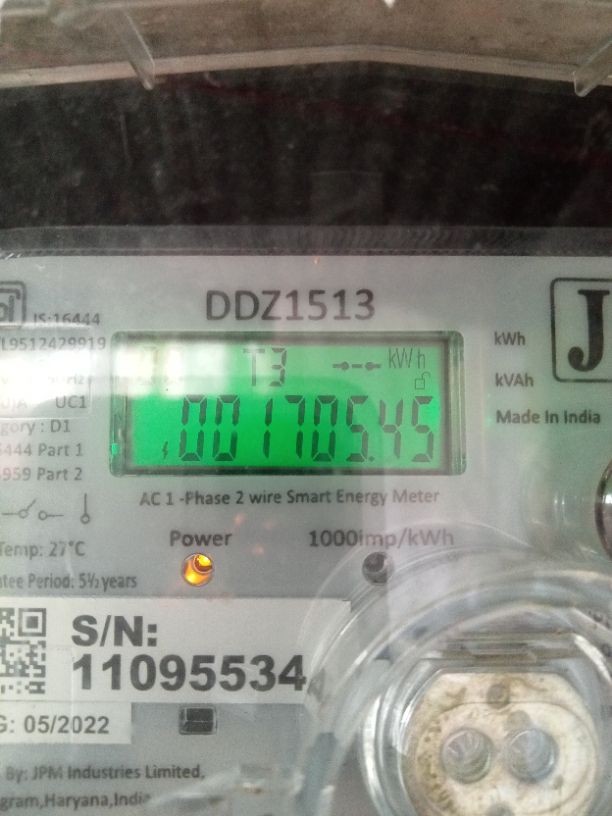 IS:16444
DDZ1513
J
L9512429919
T3 kWh
001705.45
kWh
kVAh
Made In India
UC1
gory : D1
444 Part 1
959 Part 2
AC 1 -Phase 2 wire Smart Energy Meter
Temp: 27°C
Power
1000imp/kWh
tee Period: 5½ years
S/N:
11095534
G: 05/2022
By: JPM Industries Limited,
gram,Haryana,India